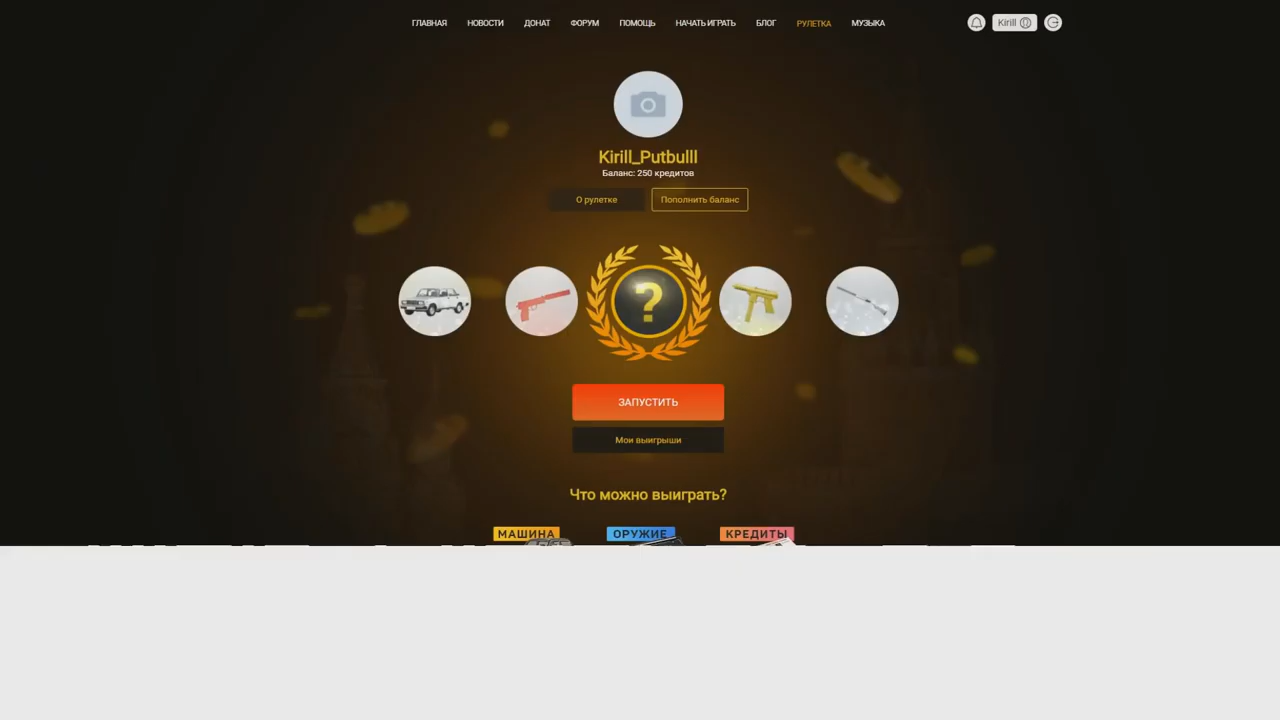 ГЛАВНАЯ НОВОСТИ ДОНАТ ФОРУМ ПОМОЩЬ НАЧАТЬ ИГРАТЬ БЛОГ РУЛЕТКА МУЗЫКА Kirill
Kirill_Putbulll
Баланс: 250 кредитов
О рулетке Пополнить баланс
?
ЗАПУСТИТЬ
Мои выигрыши
Что можно выиграть?
МАШИНА ОРУЖИЕ КРЕДИТЫ